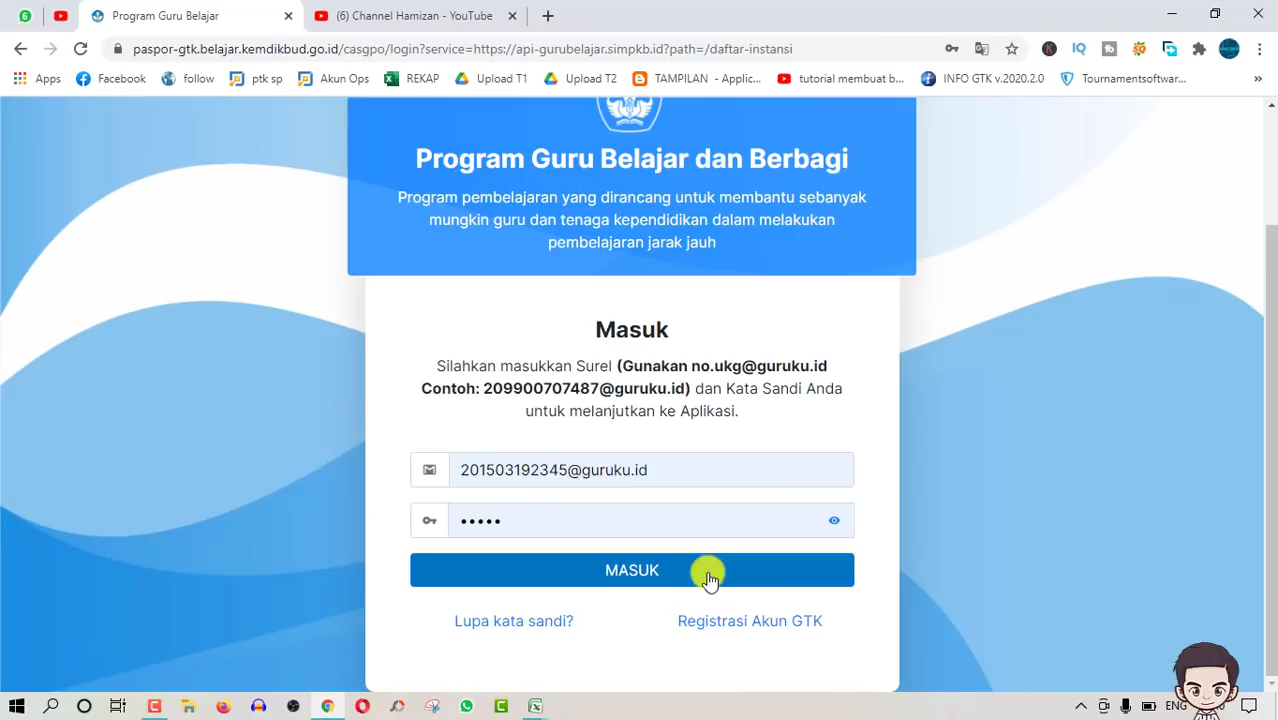 6
Program Guru Belajar
(6) Channel Hamizan - YouTube
paspor-gtk.belajar.kemdikbud.go.id/casgpo/login?service=https://api-gurubelajar.simpkb.id?path=/daftar-instansi
Apps
Facebook
follow
ptk sp
Akun Ops
REKAP
Upload T1
Upload T2
TAMPILAN - Applic...
tutorial membuat b...
INFO GTK v.2020.2.0
Tournamentsoftwar...
»
Program Guru Belajar dan Berbagi
Program pembelajaran yang dirancang untuk membantu sebanyak
mungkin guru dan tenaga kependidikan dalam melakukan
pembelajaran jarak jauh
Masuk
Silahkan masukkan Surel (Gunakan no.ukg@guruku.id
Contoh: 209900707487@guruku.id) dan Kata Sandi Anda
untuk melanjutkan ke Aplikasi.
201503192345@guruku.id
•••••
MASUK
Lupa kata sandi?
Registrasi Akun GTK
ENG